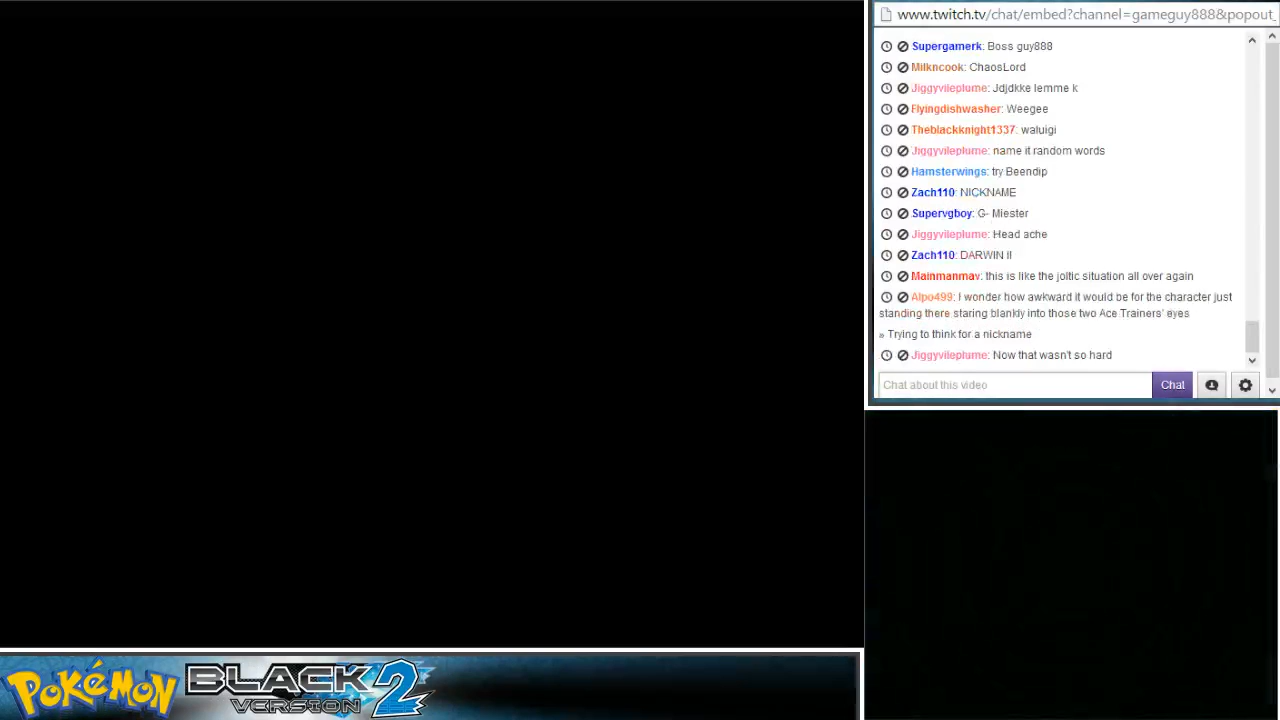 www.twitch.tv/chat/embed?channel=gameguy888&popout_
Supergamerk: Boss guy888
Milkncook: ChaosLord
Jiggyvileplume: Jdjdkke lemme k
Flyingdishwasher: Weegee
Theblackknight1337: waluigi
Jiggyvileplume: name it random words
Hamsterwings: try Beendip
Zach110: NICKNAME
Supervgboy: G- Miester
Jiggyvileplume: Head ache
Zach110: DARWIN II
Mainmanmav: this is like the joltic situation all over again
Alpo499: I wonder how awkward it would be for the character just
standing there staring blankly into those two Ace Trainers' eyes
» Trying to think for a nickname
Jiggyvileplume: Now that wasn't so hard
Chat about this video
Chat
POKéMON BLACK 2
VERSION